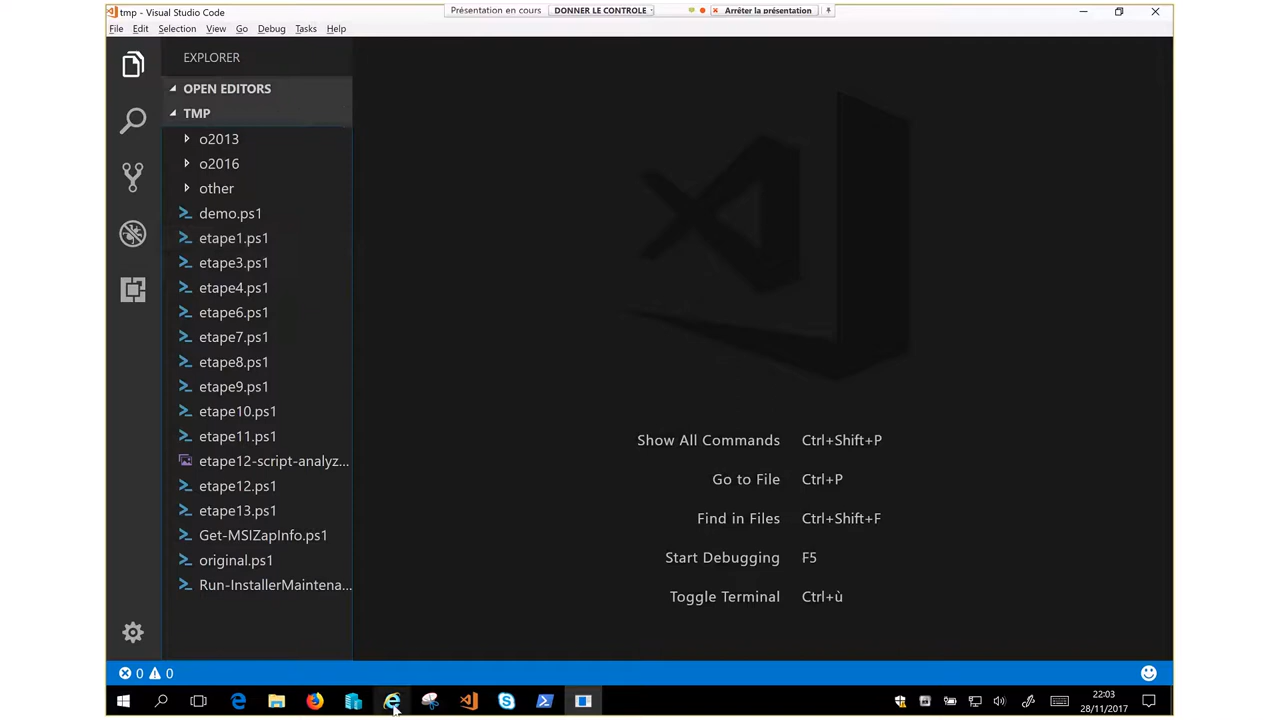 tmp - Visual Studio Code
Présentation en cours
DONNER LE CONTROLE
Arrêter la présentation
File Edit Selection View Go Debug Tasks Help
EXPLORER
OPEN EDITORS
TMP
o2013
o2016
other
demo.ps1
etape1.ps1
etape3.ps1
etape4.ps1
etape6.ps1
etape7.ps1
etape8.ps1
etape9.ps1
etape10.ps1
etape11.ps1
etape12-script-analyz...
etape12.ps1
etape13.ps1
Get-MSIZapInfo.ps1
original.ps1
Run-InstallerMaintena...
Show All Commands Ctrl+Shift+P
Go to File Ctrl+P
Find in Files Ctrl+Shift+F
Start Debugging F5
Toggle Terminal Ctrl+ù
0 0
22:03
28/11/2017